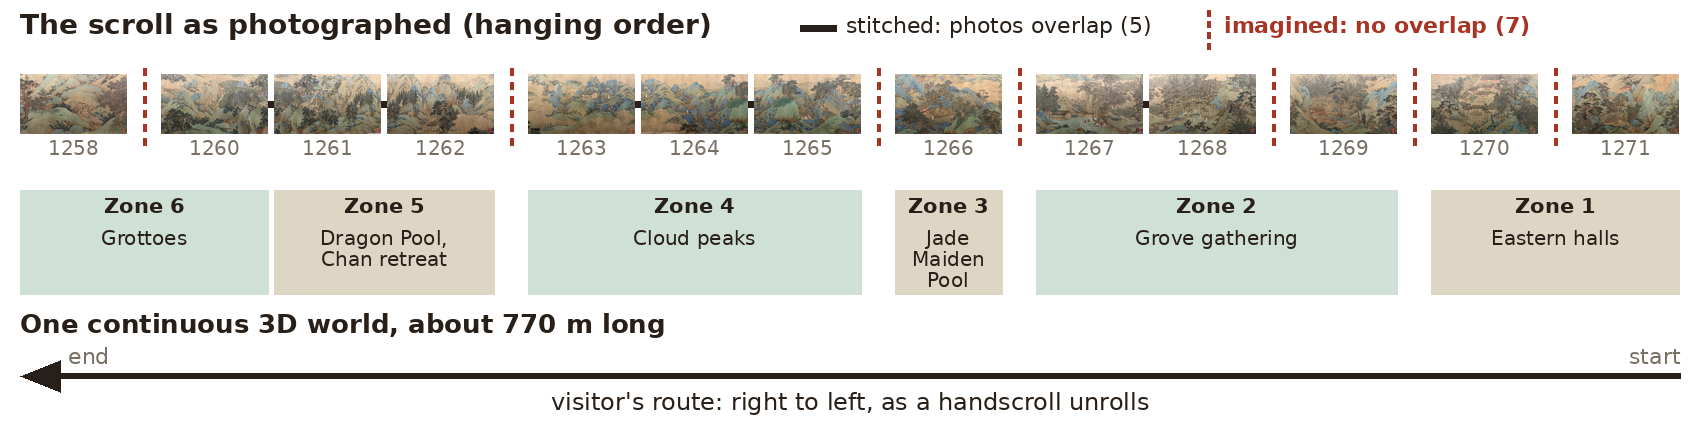 The scroll as photographed (hanging order)
stitched: photos overlap (5)
imagined: no overlap (7)
1258 1260 1261 1262 1263 1264 1265 1266 1267 1268 1269 1270 1271
Zone 6
Grottoes
Zone 5
Dragon Pool,
Chan retreat
Zone 4
Cloud peaks
Zone 3
Jade
Maiden
Pool
Zone 2
Grove gathering
Zone 1
Eastern halls
One continuous 3D world, about 770 m long
end
start
visitor's route: right to left, as a handscroll unrolls